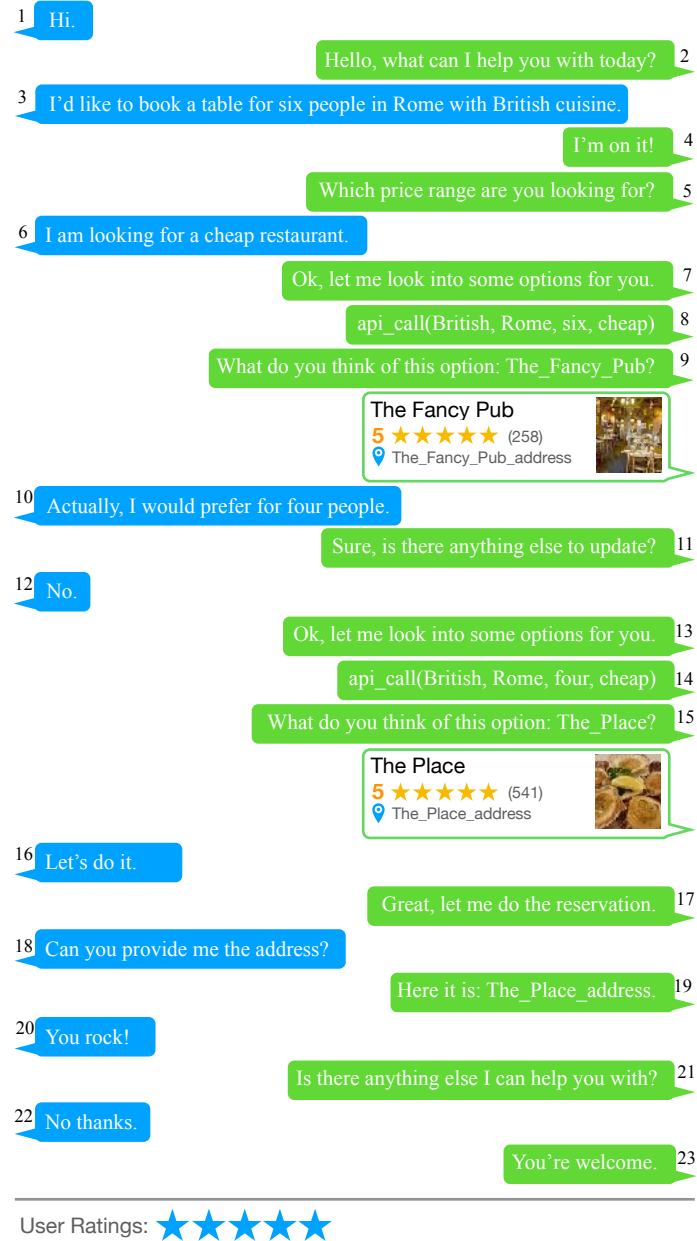 1 Hi.
Hello, what can I help you with today? 2
3 I'd like to book a table for six people in Rome with British cuisine.
I'm on it! 4
Which price range are you looking for? 5
6 I am looking for a cheap restaurant.
Ok, let me look into some options for you. 7
api_call(British, Rome, six, cheap) 8
What do you think of this option: The_Fancy_Pub? 9
The Fancy Pub
5 ★★★★★ (258)
The_Fancy_Pub_address
10 Actually, I would prefer for four people.
Sure, is there anything else to update? 11
12 No.
Ok, let me look into some options for you. 13
api_call(British, Rome, four, cheap) 14
What do you think of this option: The_Place? 15
The Place
5 ★★★★★ (541)
The_Place_address
16 Let's do it.
Great, let me do the reservation. 17
18 Can you provide me the address?
Here it is: The_Place_address. 19
20 You rock!
Is there anything else I can help you with? 21
22 No thanks.
You're welcome. 23
User Ratings: ★★★★★